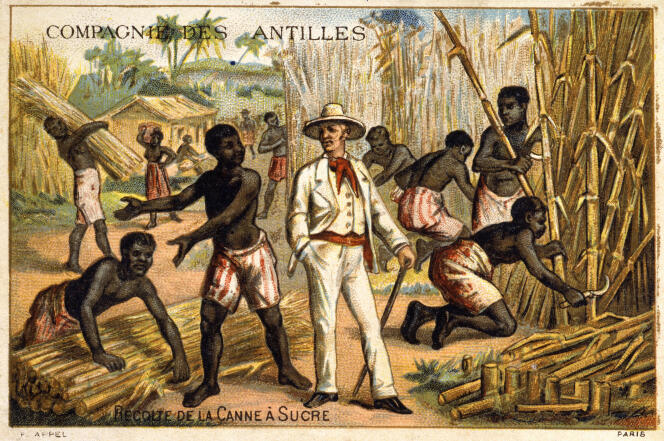 COMPAGNIE DES ANTILLES
RÉCOLTE DE LA CANNE À SUCRE
F. APPEL
PARIS